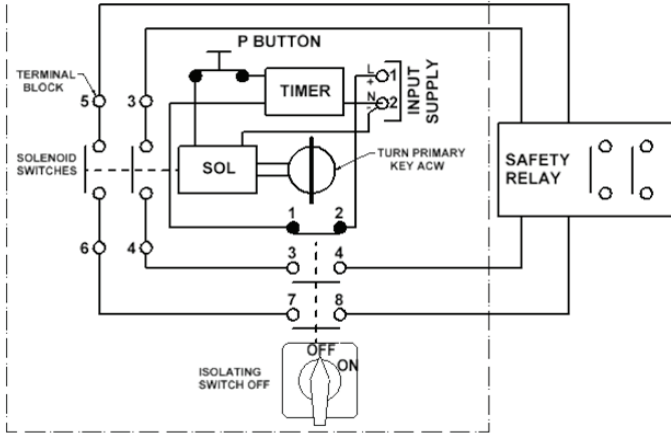 P BUTTON
TERMINAL
BLOCK
5
3
TIMER
L
+
1
N
-
2
INPUT
SUPPLY
SOLENOID
SWITCHES
SOL
TURN PRIMARY
KEY ACW
SAFETY
RELAY
1
2
6
4
3
4
7
8
OFF
ON
ISOLATING
SWITCH OFF